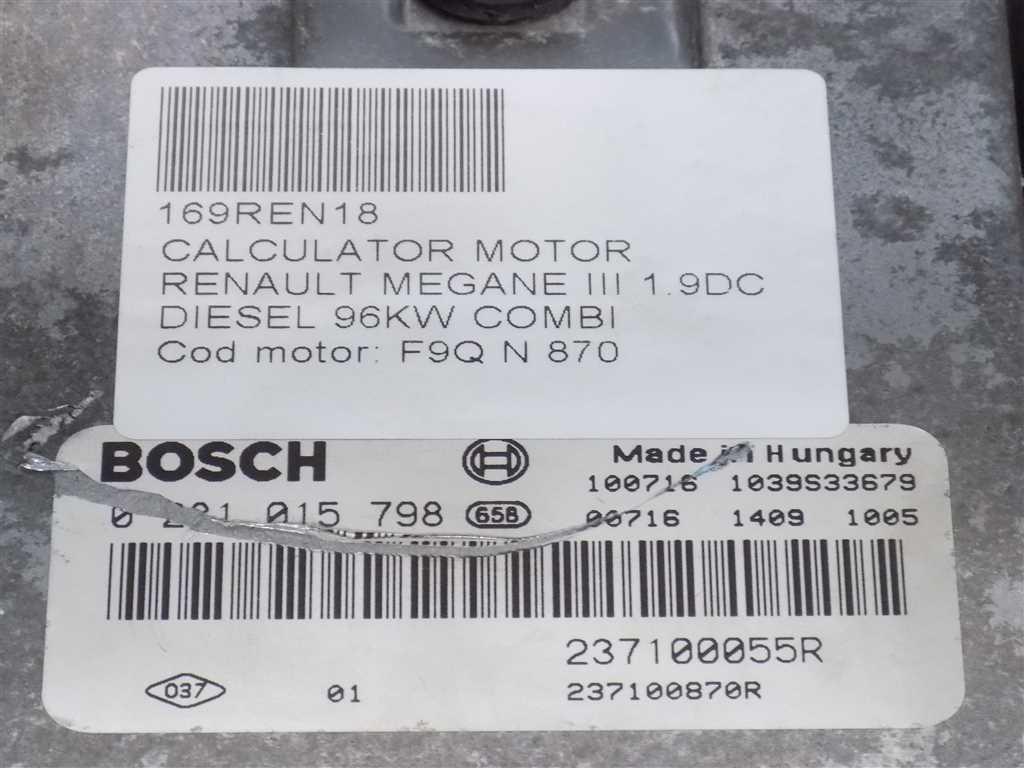 169REN18
CALCULATOR MOTOR
RENAULT MEGANE III 1.9DC
DIESEL 96KW COMBI
Cod motor: F9Q N 870
BOSCH
Made in Hungary
100716 1039S33679
015 798 658
00716 1409 1005
237100055R
037 01 237100870R